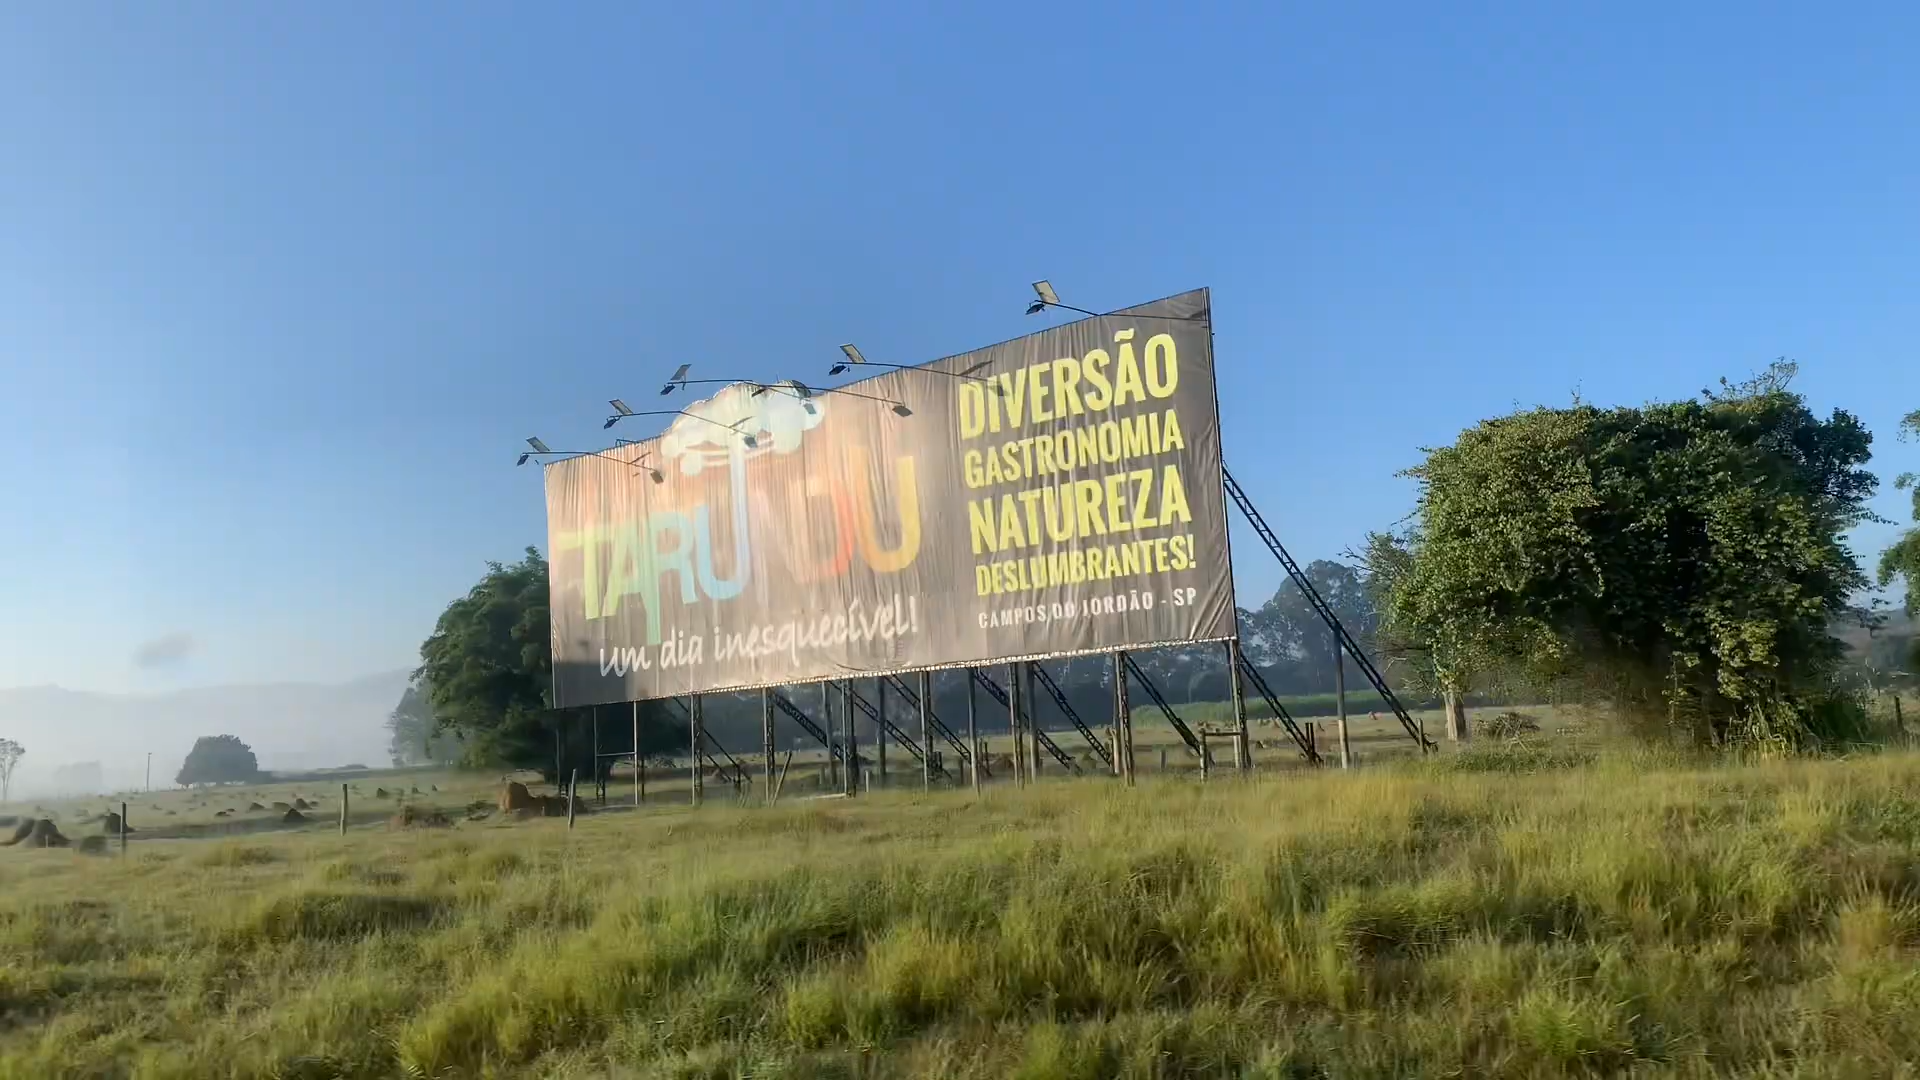 TARUNDU
um dia inesquecível!
DIVERSÃO
GASTRONOMIA
NATUREZA
DESLUMBRANTES!
CAMPOS DO JORDÃO - SP